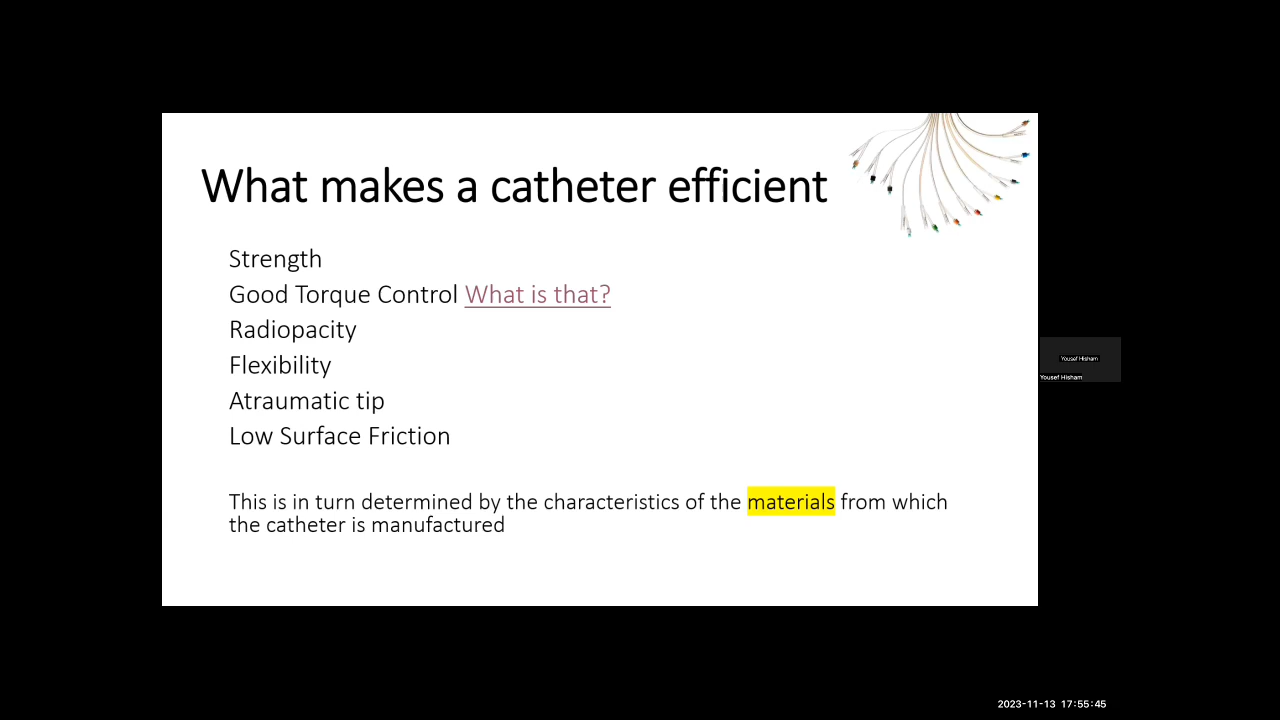 What makes a catheter efficient
Strength
Good Torque Control What is that?
Radiopacity
Flexibility
Atraumatic tip
Low Surface Friction
This is in turn determined by the characteristics of the materials from which
the catheter is manufactured
Yousef Hisham
Yousef Hisham
2023-11-13 17:55:45